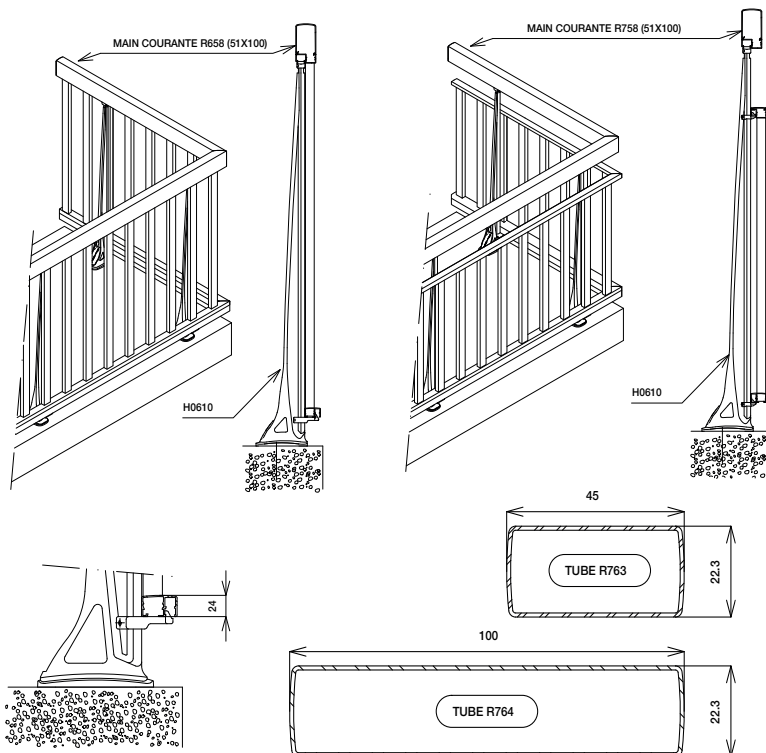 MAIN COURANTE R658 (51X100)
MAIN COURANTE R758 (51X100)
H0610
H0610
45
TUBE R763
22.3
24
100
TUBE R764
22.3